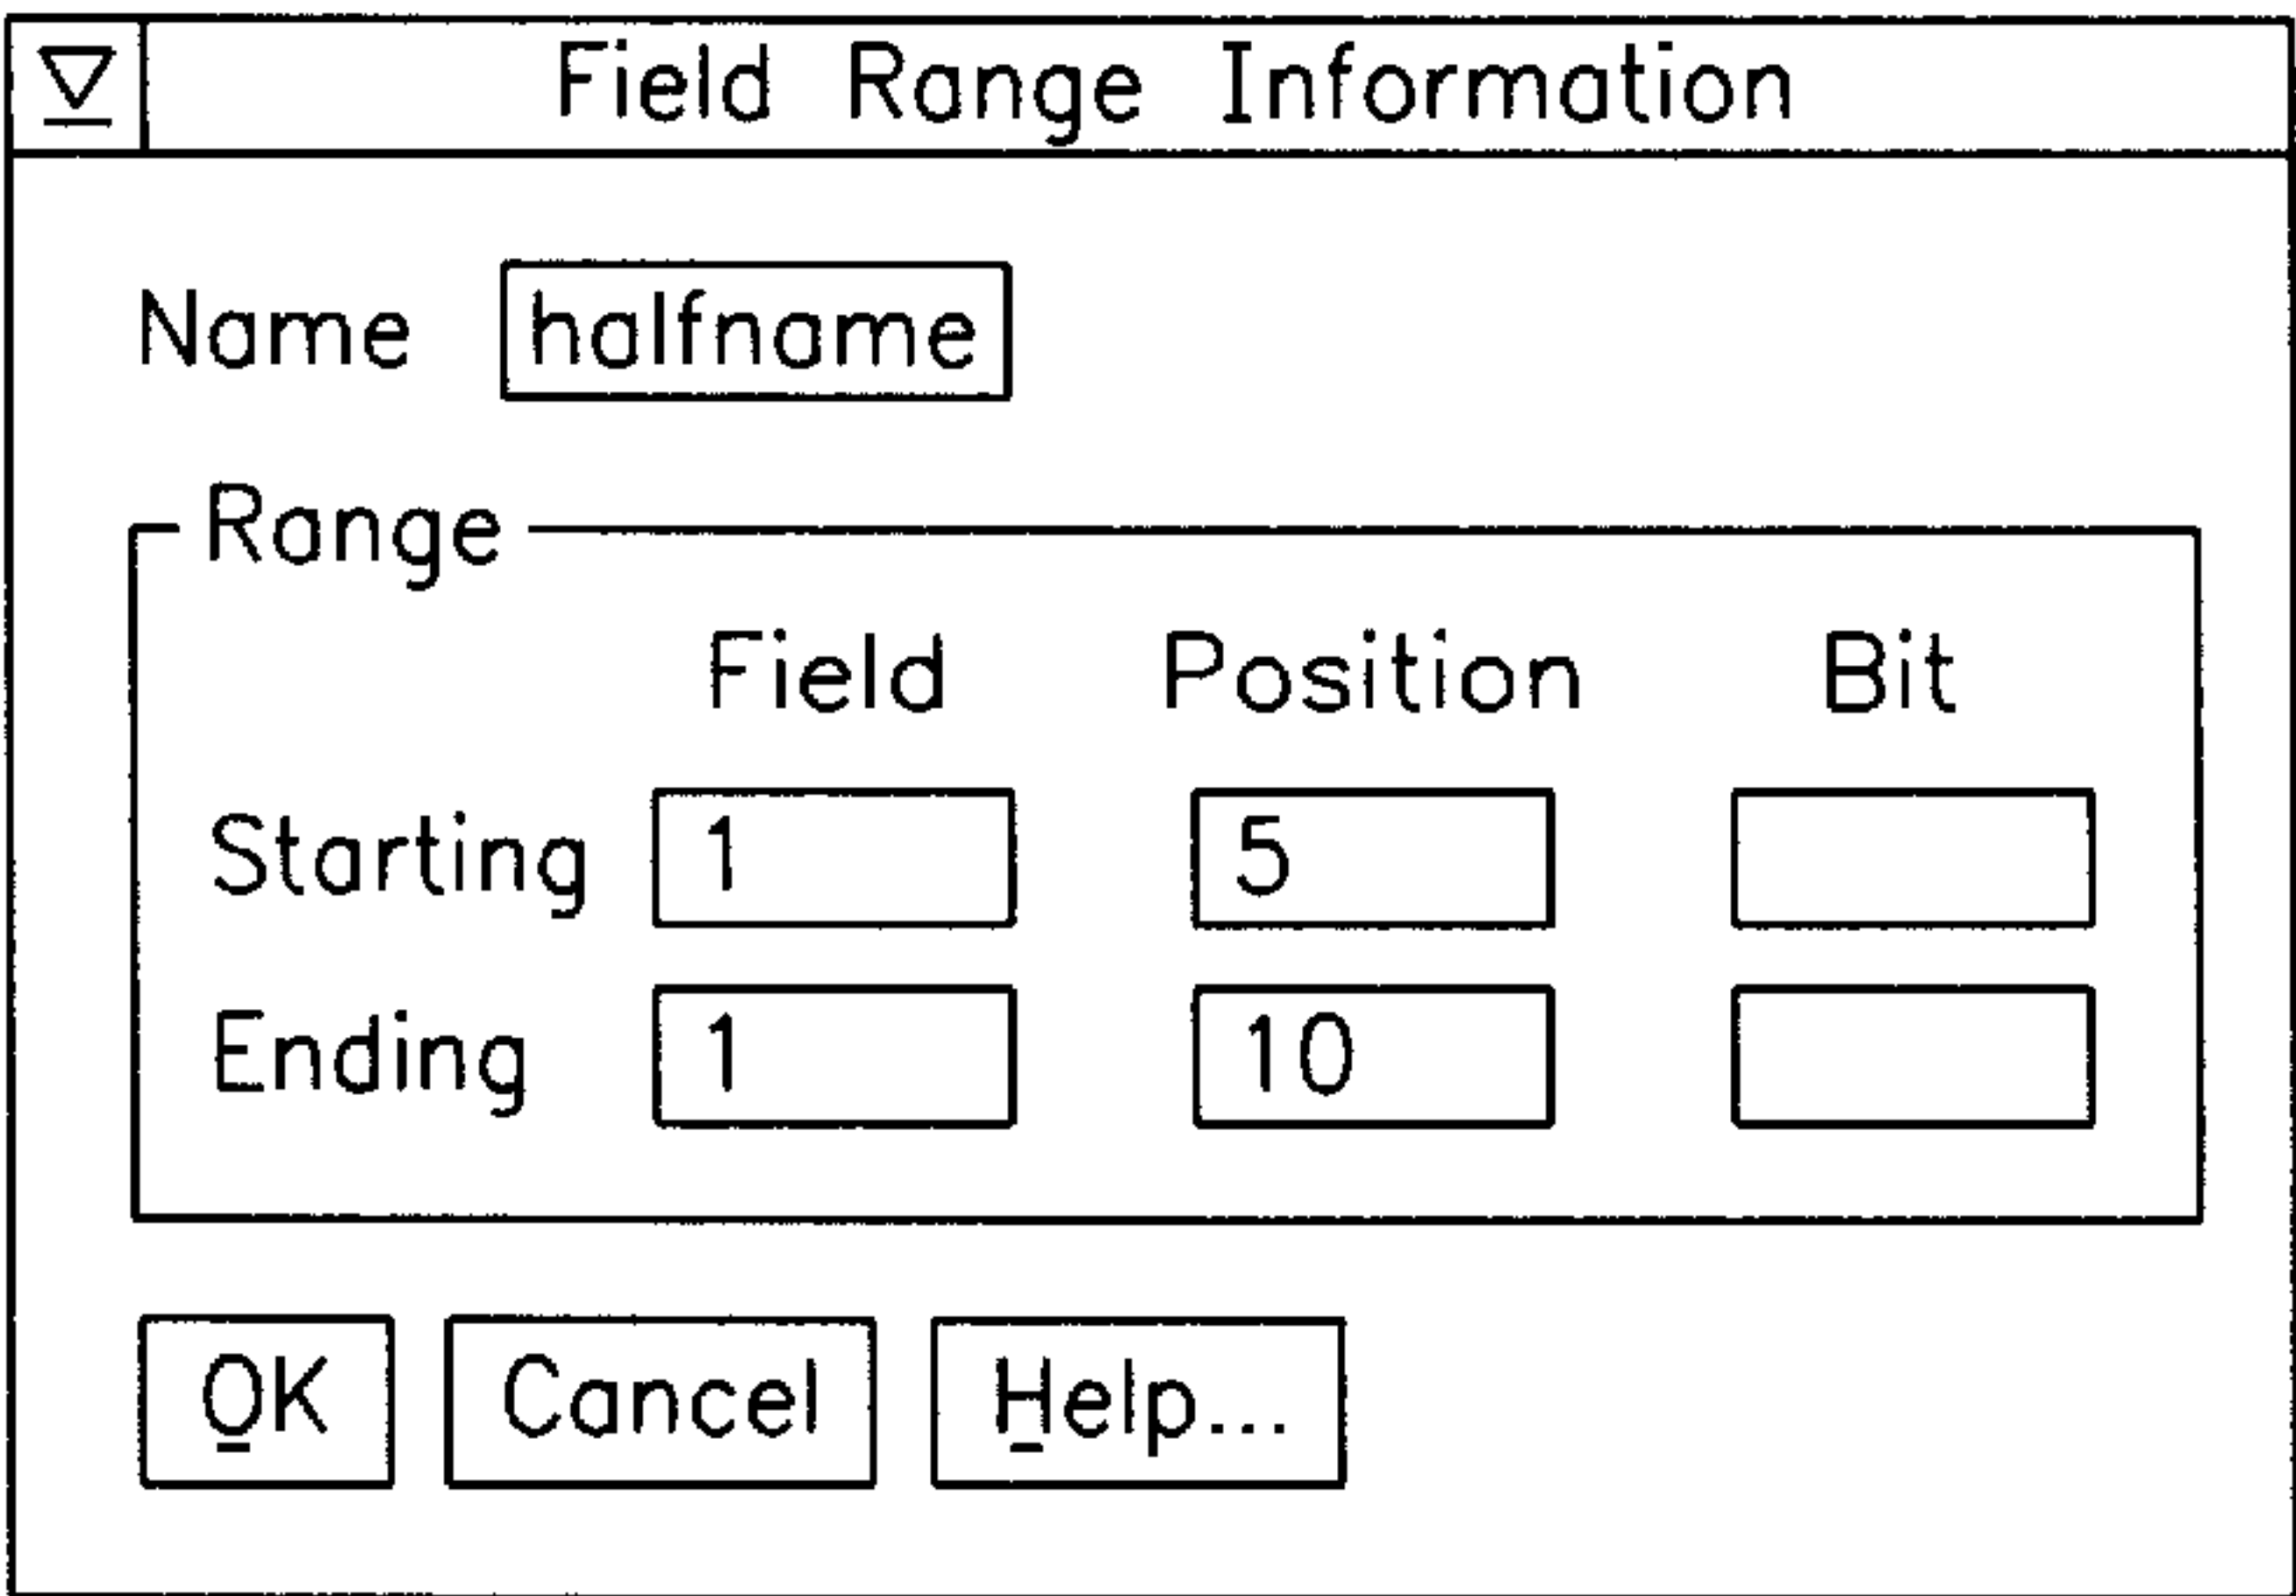 Field Range Information
Name halfname
Range
Field Position Bit
Starting 1 5
Ending 1 10
OK Cancel Help...